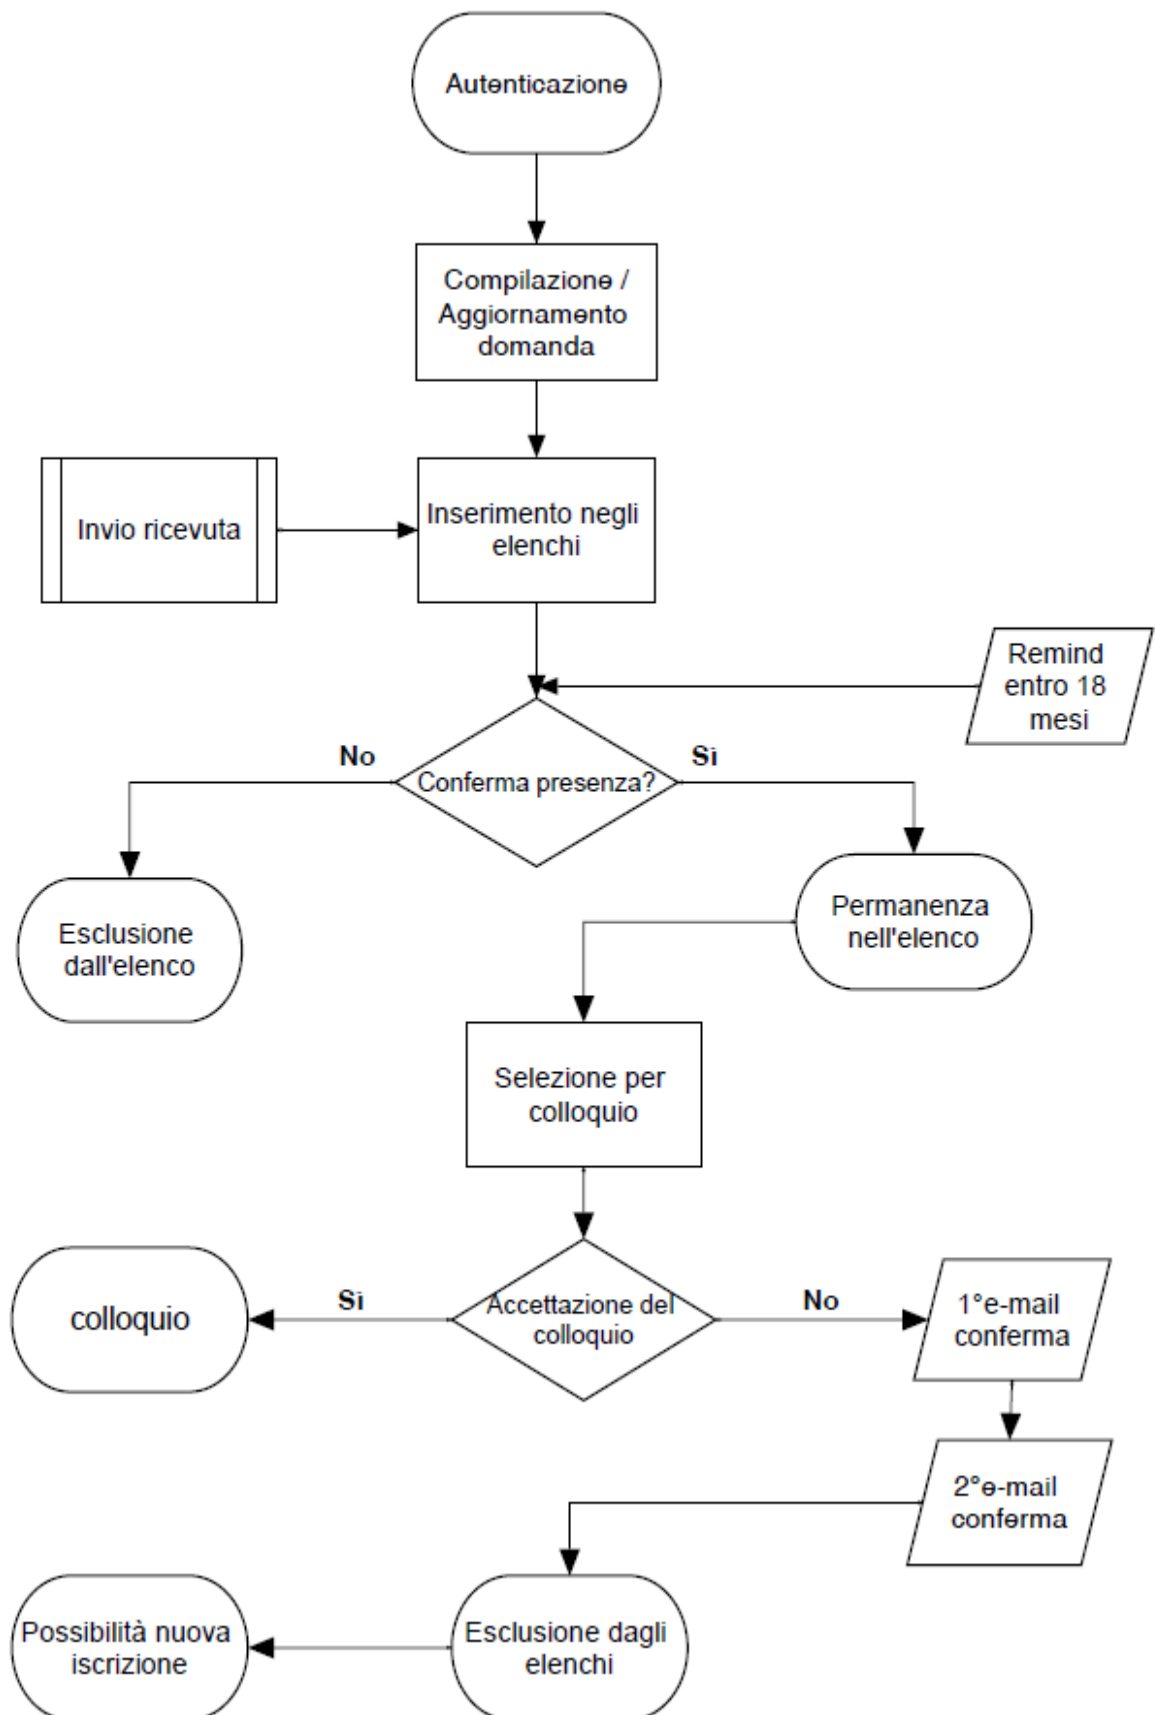 Autenticazione
Compilazione /
Aggiornamento
domanda
Invio ricevuta
Inserimento negli
elenchi
Remind
entro 18
mesi
No
Conferma presenza?
Sì
Esclusione
dall'elenco
Permanenza
nell'elenco
Selezione per
colloquio
colloquio
Sì
Accettazione del
colloquio
No
1°e-mail
conferma
2°e-mail
conferma
Possibilità nuova
iscrizione
Esclusione dagli
elenchi